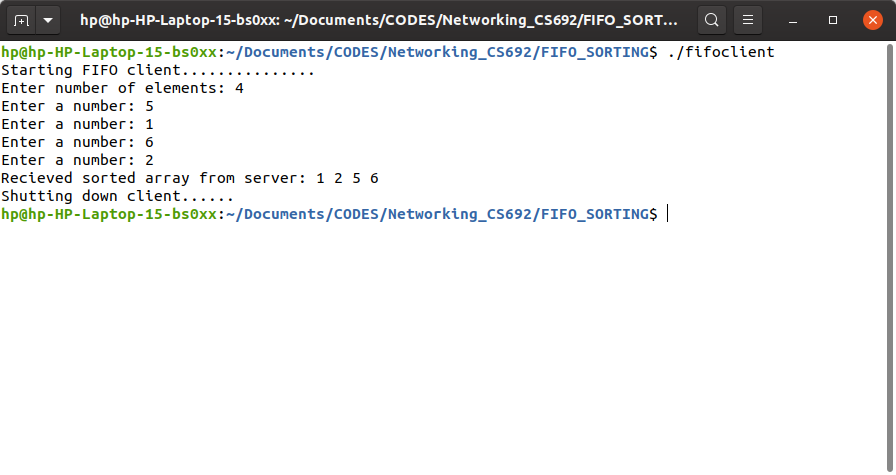 hp@hp-HP-Laptop-15-bs0xx: ~/Documents/CODES/Networking_CS692/FIFO_SORT...
hp@hp-HP-Laptop-15-bs0xx:~/Documents/CODES/Networking_CS692/FIFO_SORTING$ ./fifoclient
Starting FIFO client...............
Enter number of elements: 4
Enter a number: 5
Enter a number: 1
Enter a number: 6
Enter a number: 2
Recieved sorted array from server: 1 2 5 6
Shutting down client......
hp@hp-HP-Laptop-15-bs0xx:~/Documents/CODES/Networking_CS692/FIFO_SORTING$